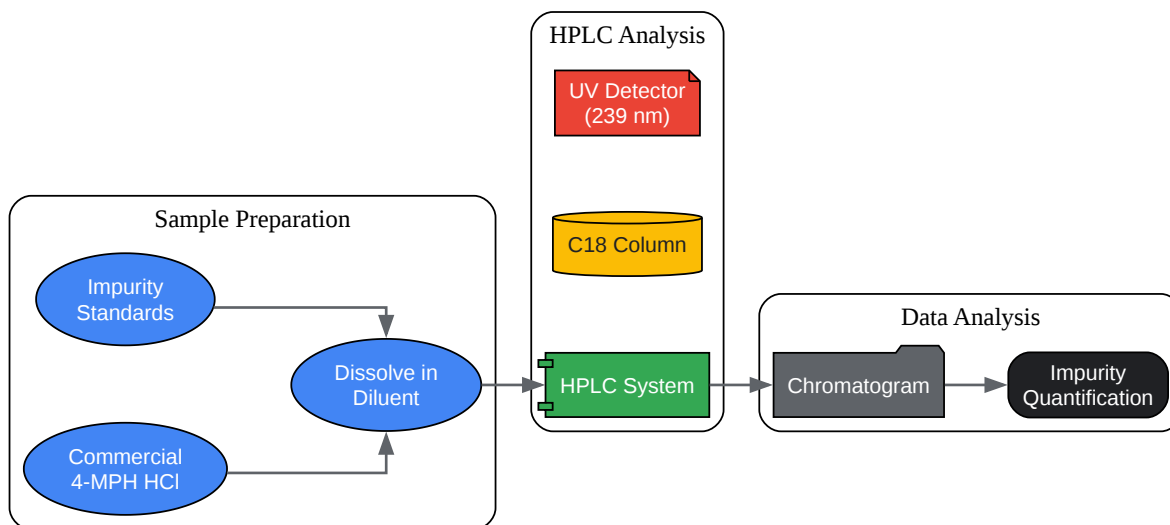 Sample Preparation
Impurity
Standards
Commercial
4-MPH HCl
Dissolve in
Diluent
HPLC Analysis
UV Detector
(239 nm)
C18 Column
HPLC System
Data Analysis
Chromatogram
Impurity
Quantification